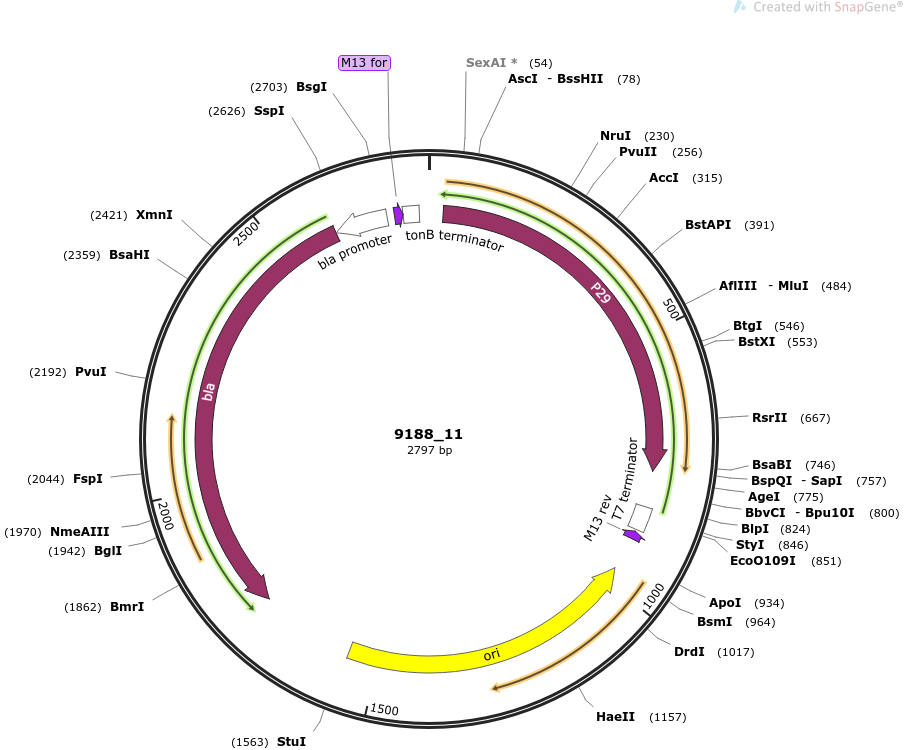 Created with SnapGene®
M13 for
SexAI * (54)
AscI - BssHII (78)
(2703) BsgI
(2626) SspI
NruI (230)
PvuII (256)
AccI (315)
(2421) XmnI
BstAPI (391)
2500
bla promoter
tonB terminator
(2359) BsaHI
P29
AflIII - MluI (484)
500
BtgI (546)
BstXI (553)
(2192) PvuI
bla
RsrII (667)
9188_11
2797 bp
BsaBI (746)
BspQI - SapI (757)
(2044) FspI
T7 terminator
AgeI (775)
BbvCI - Bpu10I (800)
M13 rev
2000
BlpI (824)
(1970) NmeAIII
StyI (846)
(1942) BglI
EcoO109I (851)
(1862) BmrI
1000
ApoI (934)
BsmI (964)
ori
DrdI (1017)
1500
HaeII (1157)
(1563) StuI